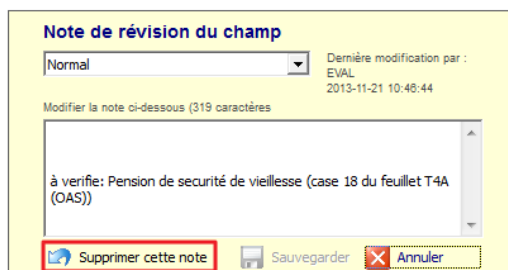 Note de révision du champ
Normal
Dernière modification par :
EVAL
2013-11-21 10:46:44
Modifier la note ci-dessous (319 caractères
à verifie: Pension de securité de vieillesse (case 18 du feuillet T4A
(OAS))
Supprimer cette note
Sauvegarder
Annuler